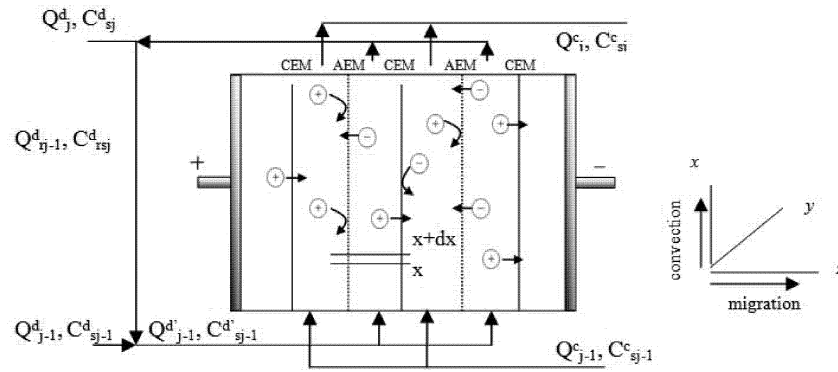 Q^d_j, C^d_sj
Q^c_i, C^c_si
CEM AEM CEM AEM CEM
Q^d_rj-1, C^d_rsj
+
−
+ − + − +
− + +
+ − + −
+ + − +
x+dx
x
x
y
convection
migration
Q^d_j-1, C^d_sj-1
Q^d'_j-1, C^d'_sj-1
Q^c_j-1, C^c_sj-1